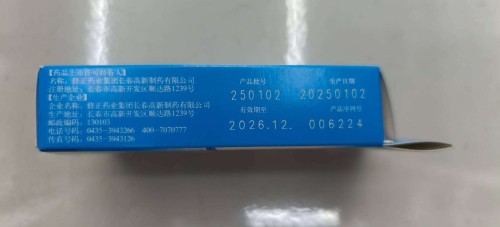 【药品上市许可持有人】
名称：修正药业集团长春高新制药有限公司
注册地址：长春市高新开发区顺达路1239号
【生产企业】
企业名称：修正药业集团长春高新制药有限公司
生产地址：长春市高新开发区顺达路1239号
邮政编码：130103
电话号码：0435-3943266 400-7070777
传真号码：0435-3943126
产品批号 生产日期
250102 20250102
有效期至 产品序列号
2026.12. 006224